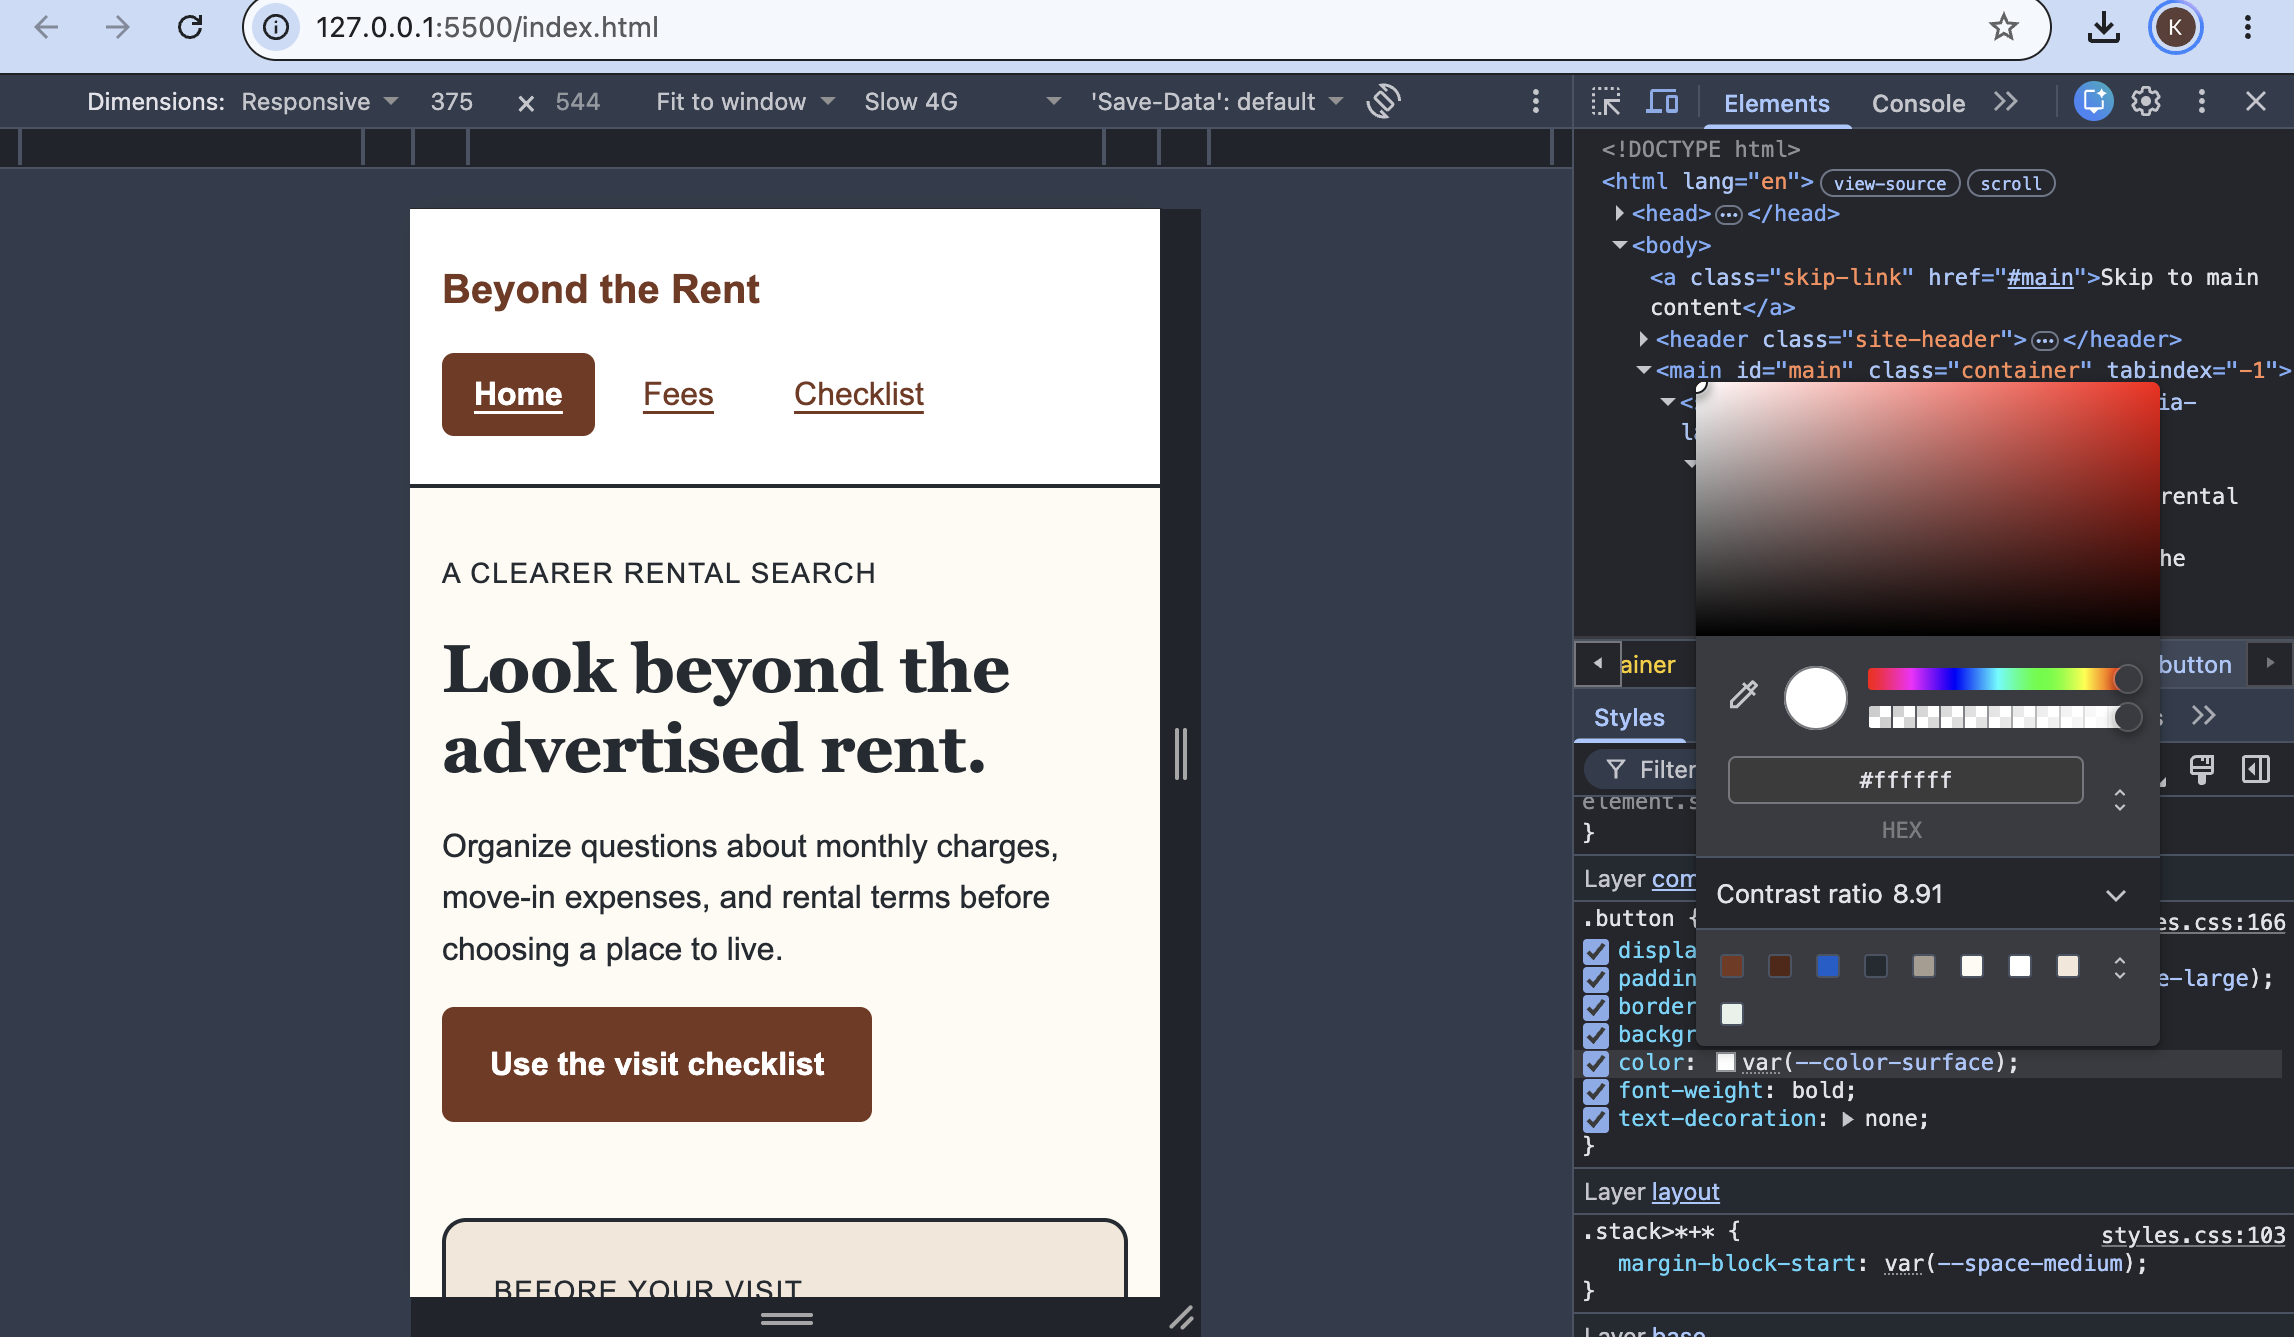 127.0.0.1:5500/index.html
K
Dimensions: Responsive 375 × 544 Fit to window Slow 4G 'Save-Data': default
Elements Console
Beyond the Rent
Home Fees Checklist
A CLEARER RENTAL SEARCH
Look beyond the
advertised rent.
Organize questions about monthly charges,
move-in expenses, and rental terms before
choosing a place to live.
Use the visit checklist
BEFORE YOUR VISIT
<!DOCTYPE html>
<html lang="en"> view-source scroll
<head> ••• </head>
<body>
<a class="skip-link" href="#main">Skip to main
content</a>
<header class="site-header"> ••• </header>
<main id="main" class="container" tabindex="-1">
ia-
rental
he
ainer
button
Styles
Filter
#ffffff
HEX
Contrast ratio 8.91
element.s
}
Layer com
.button {
es.css:166
displa
paddin
e-large);
border
backgr
color: var(--color-surface);
font-weight: bold;
text-decoration: none;
}
Layer layout
.stack>*+* {
styles.css:103
margin-block-start: var(--space-medium);
}
Layer base